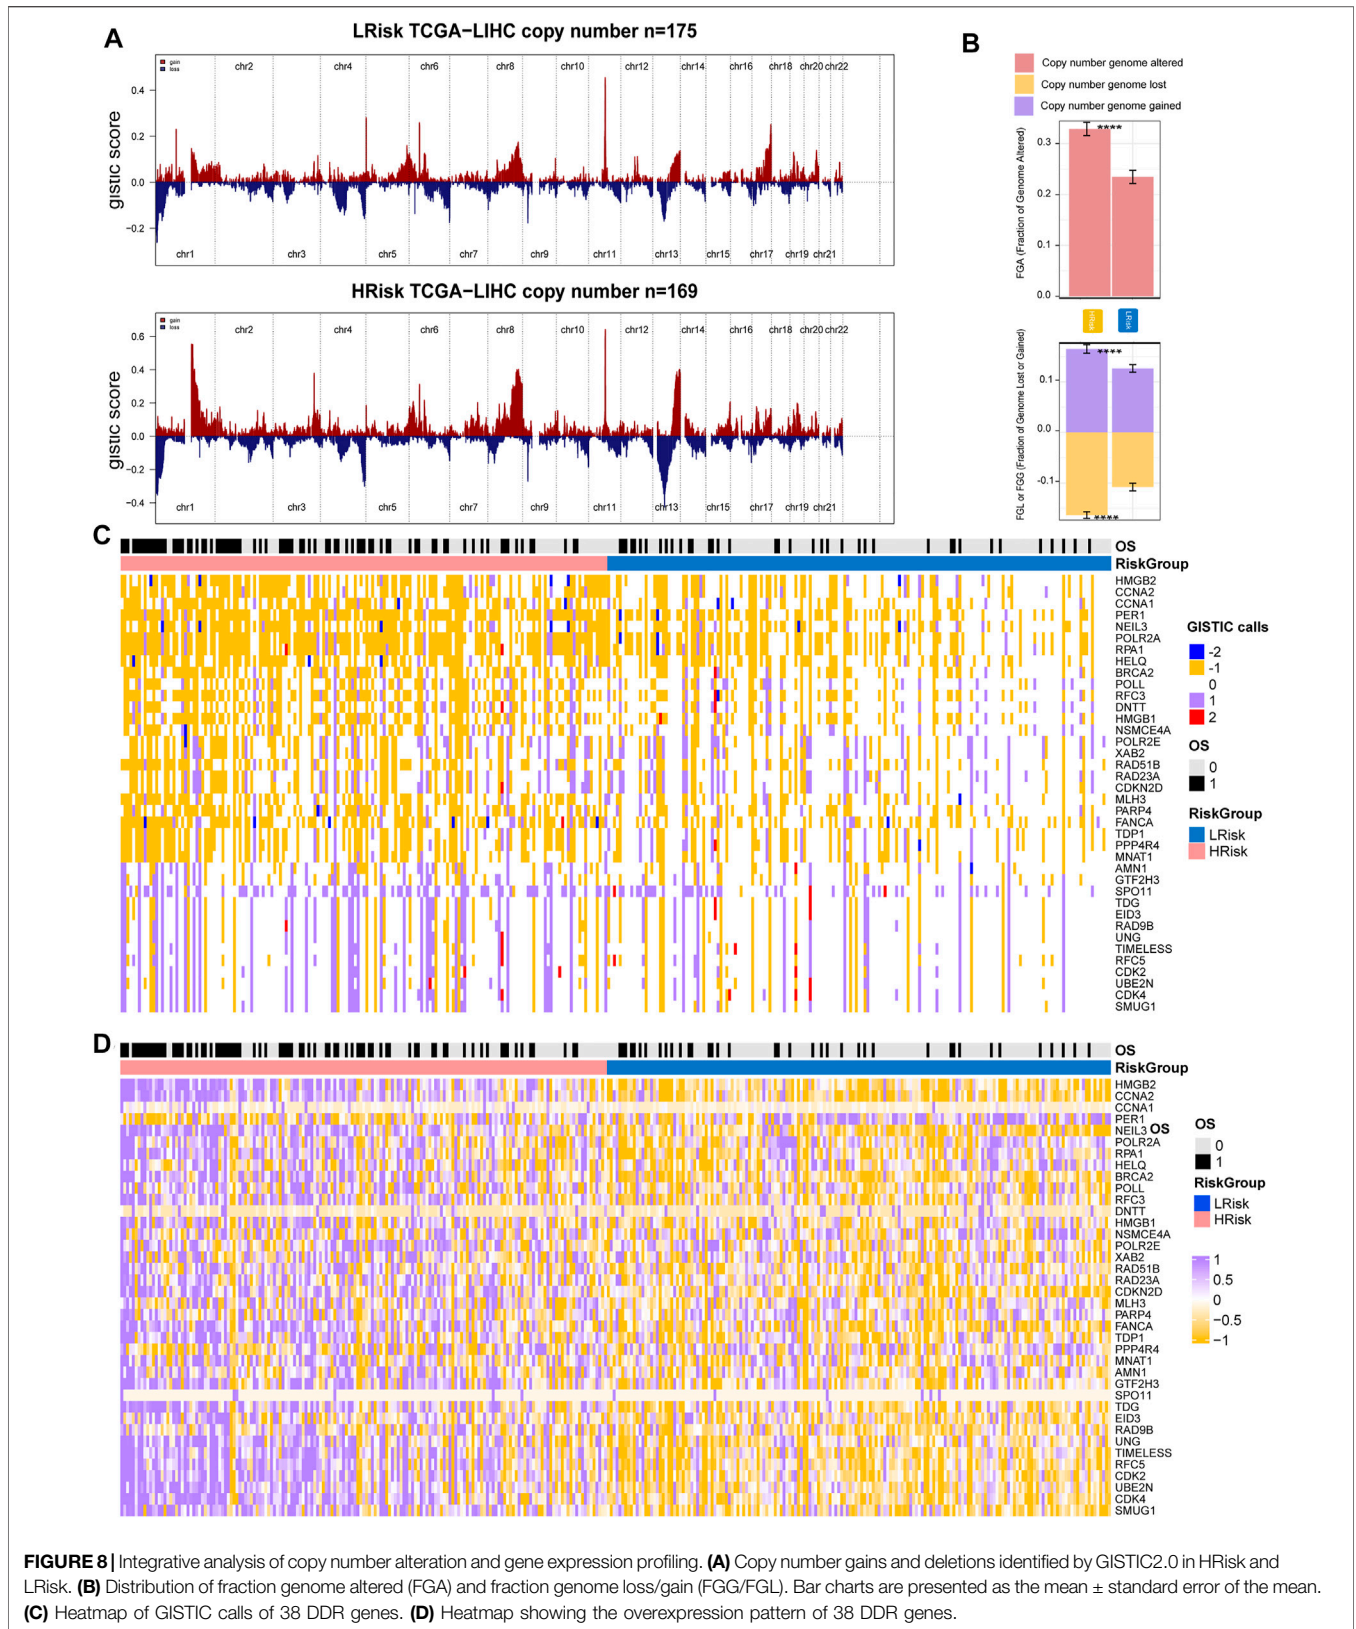 A
LRisk TCGA−LIHC copy number n=175
gain
loss
chr2 chr4 chr6 chr8 chr10 chr12 chr14 chr16 chr18 chr20 chr22
0.4
0.2
0.0
−0.2
gistic score
chr1 chr3 chr5 chr7 chr9 chr11 chr13 chr15 chr17 chr19 chr21
HRisk TCGA−LIHC copy number n=169
gain
loss
chr2 chr4 chr6 chr8 chr10 chr12 chr14 chr16 chr18 chr20 chr22
0.6
0.4
0.2
0.0
−0.2
−0.4
gistic score
chr1 chr3 chr5 chr7 chr9 chr11 chr13 chr15 chr17 chr19 chr21
B
Copy number genome altered
Copy number genome lost
Copy number genome gained
FGA (Fraction of Genome Altered)
0.3
0.2
0.1
0.0
****
HRisk
LRisk
FGL or FGG (Fraction of Genome Lost or Gained)
0.1
0.0
-0.1
****
****
C
OS
RiskGroup
HMGB2
CCNA2
CCNA1
PER1
NEIL3
POLR2A
RPA1
HELQ
BRCA2
POLL
RFC3
DNTT
HMGB1
NSMCE4A
POLR2E
XAB2
RAD51B
RAD23A
CDKN2D
MLH3
PARP4
FANCA
TDP1
PPP4R4
MNAT1
AMN1
GTF2H3
SPO11
TDG
EID3
RAD9B
UNG
TIMELESS
RFC5
CDK2
UBE2N
CDK4
SMUG1
GISTIC calls
-2
-1
0
1
2
OS
0
1
RiskGroup
LRisk
HRisk
D
OS
RiskGroup
HMGB2
CCNA2
CCNA1
PER1
NEIL3 OS
POLR2A
RPA1
HELQ
BRCA2
POLL
RFC3
DNTT
HMGB1
NSMCE4A
POLR2E
XAB2
RAD51B
RAD23A
CDKN2D
MLH3
PARP4
FANCA
TDP1
PPP4R4
MNAT1
AMN1
GTF2H3
SPO11
TDG
EID3
RAD9B
UNG
TIMELESS
RFC5
CDK2
UBE2N
CDK4
SMUG1
OS
0
1
RiskGroup
LRisk
HRisk
1
0.5
0
−0.5
−1
FIGURE 8 | Integrative analysis of copy number alteration and gene expression profiling. (A) Copy number gains and deletions identified by GISTIC2.0 in HRisk and
LRisk. (B) Distribution of fraction genome altered (FGA) and fraction genome loss/gain (FGG/FGL). Bar charts are presented as the mean ± standard error of the mean.
(C) Heatmap of GISTIC calls of 38 DDR genes. (D) Heatmap showing the overexpression pattern of 38 DDR genes.